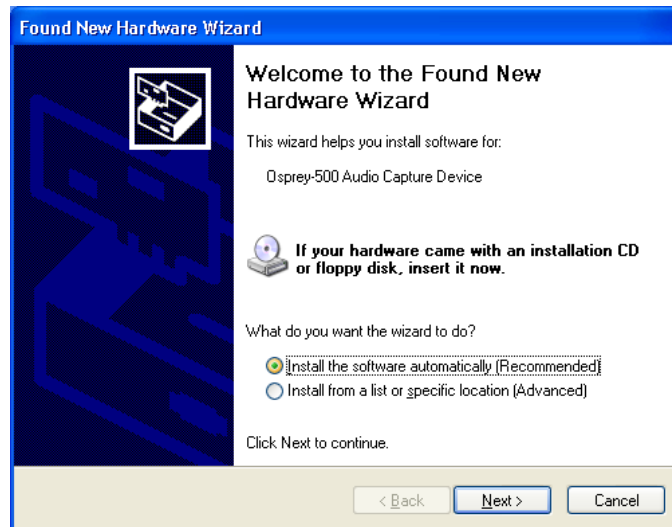 Found New Hardware Wizard
Welcome to the Found New
Hardware Wizard
This wizard helps you install software for:
Osprey-500 Audio Capture Device
If your hardware came with an installation CD
or floppy disk, insert it now.
What do you want the wizard to do?
Install the software automatically (Recommended)
Install from a list or specific location (Advanced)
Click Next to continue.
< Back
Next >
Cancel